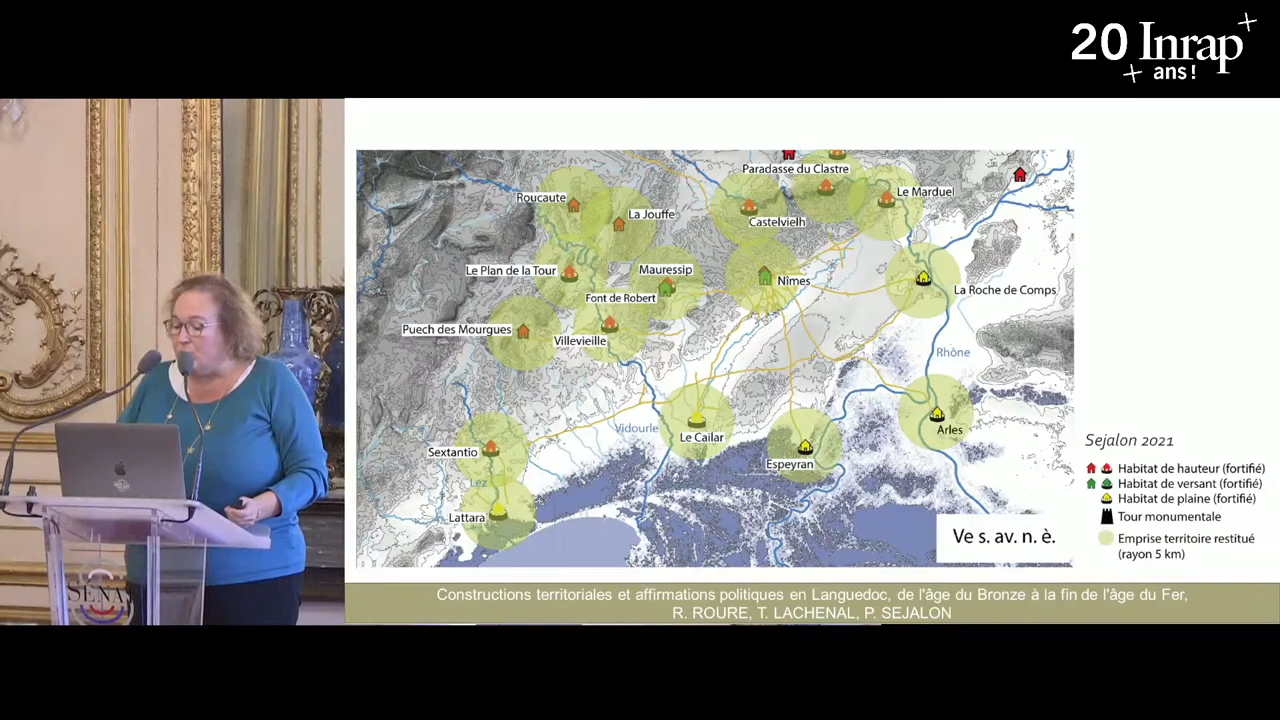 20 Inrap
ans !
Paradasse du Clastre
Roucaute
Le Marduel
La Jouffe
Castelvielh
Le Plan de la Tour
Mauressip
Nîmes
La Roche de Comps
Font de Robert
Puech des Mourgues
Villevieille
Rhône
Vidourle
Le Cailar
Arles
Sextantio
Espeyran
Lez
Lattara
Ve s. av. n. è.
Sejalon 2021
Habitat de hauteur (fortifié)
Habitat de versant (fortifié)
Habitat de plaine (fortifié)
Tour monumentale
Emprise territoire restitué
(rayon 5 km)
Constructions territoriales et affirmations politiques en Languedoc, de l'âge du Bronze à la fin de l'âge du Fer,
R. ROURE, T. LACHENAL, P. SEJALON